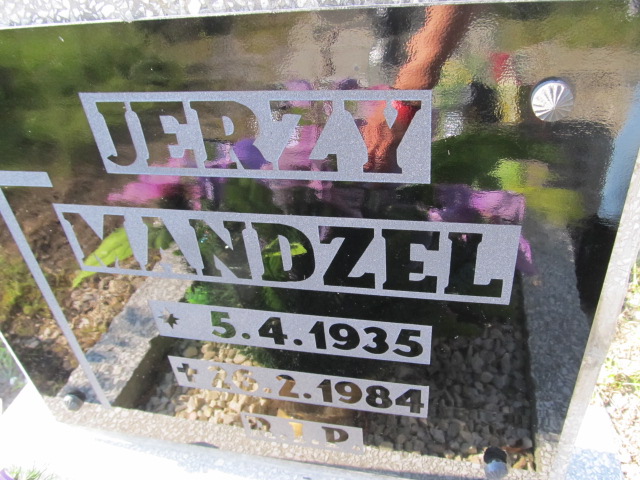 JERZY
MANDZEL
* 5.4.1935
✝ 26.2.1984
R.I.P